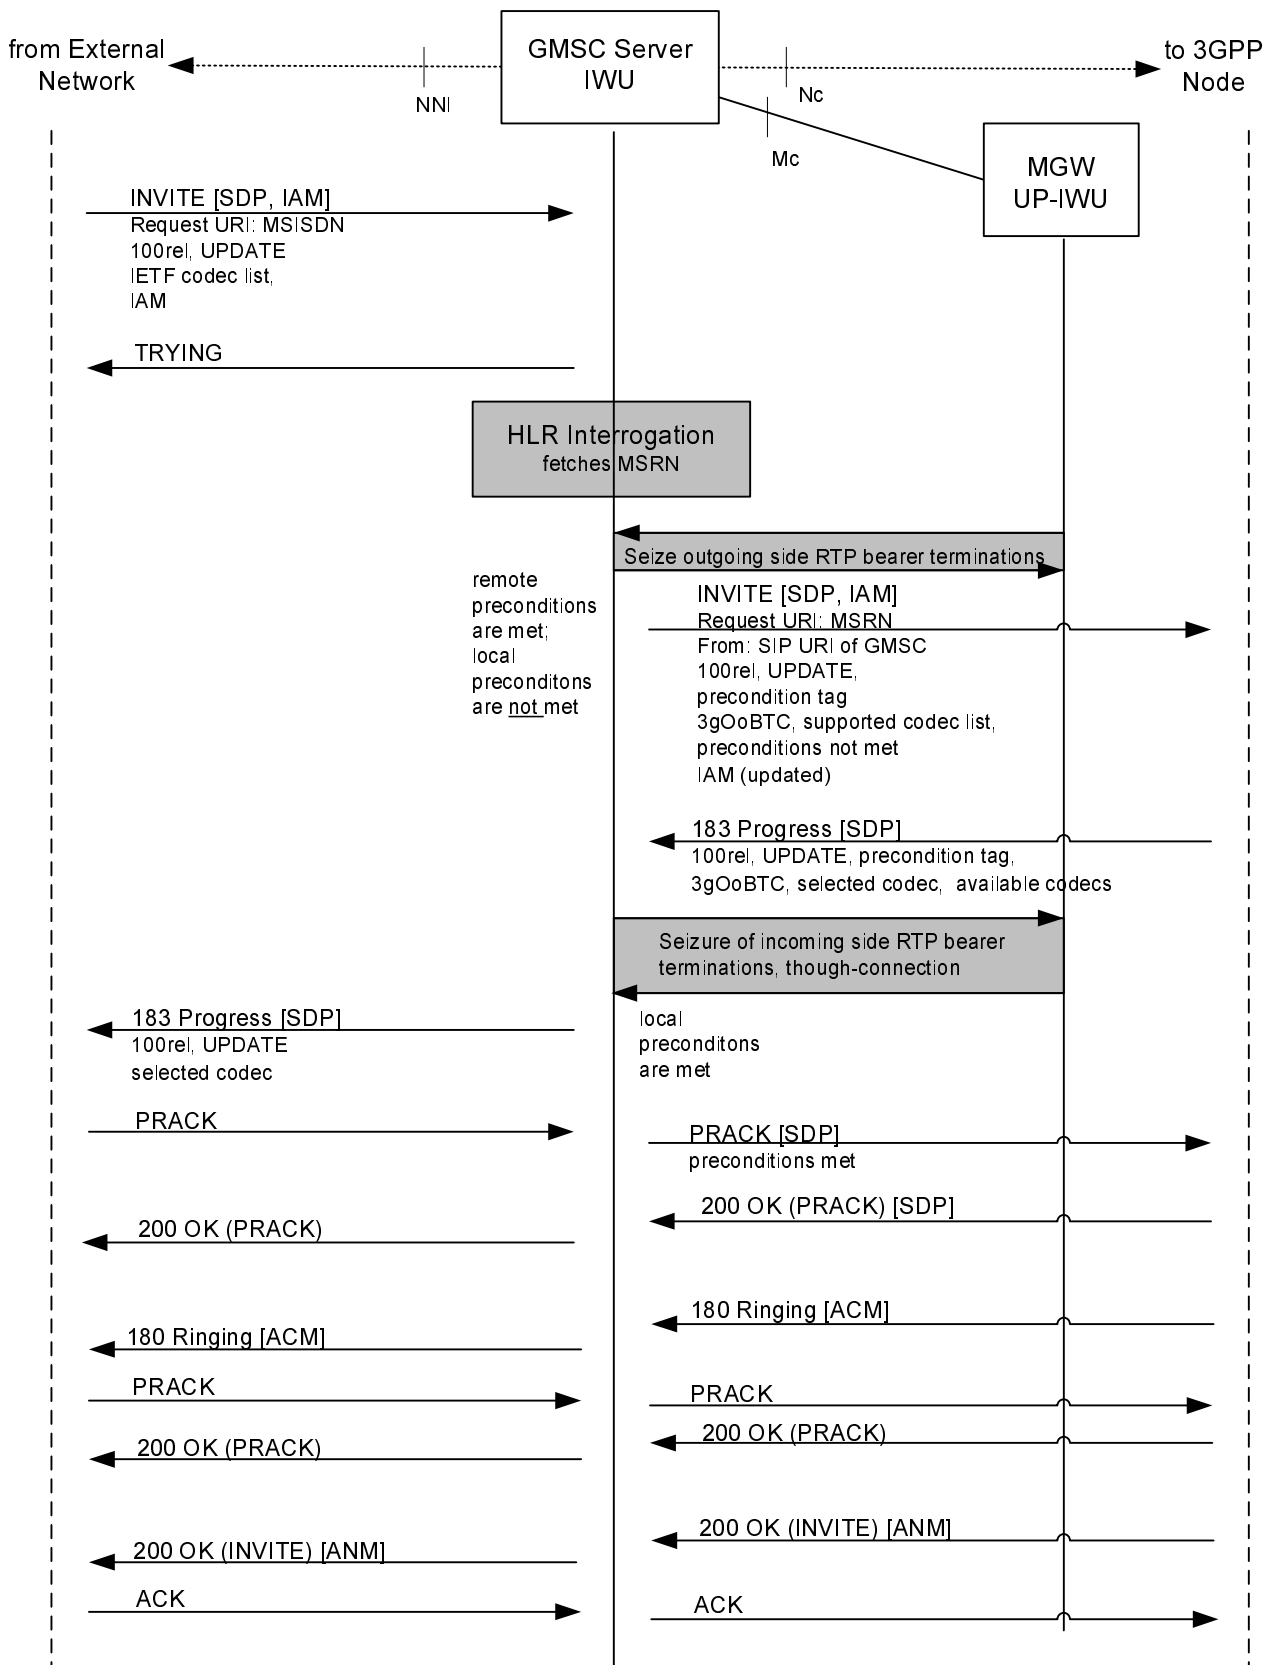 from External
Network
GMSC Server
IWU
to 3GPP
Node
NNI
Nc
Mc
MGW
UP-IWU
INVITE [SDP, IAM]
Request URI: MSISDN
100rel, UPDATE
IETF codec list,
IAM
TRYING
HLR Interrogation
fetches MSRN
Seize outgoing side RTP bearer terminations
remote
preconditions
are met;
local
preconditons
are not met
INVITE [SDP, IAM]
Request URI: MSRN
From: SIP URI of GMSC
100rel, UPDATE,
precondition tag
3gOoBTC, supported codec list,
preconditions not met
IAM (updated)
183 Progress [SDP]
100rel, UPDATE, precondition tag,
3gOoBTC, selected codec, available codecs
Seizure of incoming side RTP bearer
terminations, though-connection
183 Progress [SDP]
100rel, UPDATE
selected codec
local
preconditons
are met
PRACK
PRACK [SDP]
preconditions met
200 OK (PRACK) [SDP]
200 OK (PRACK)
180 Ringing [ACM]
180 Ringing [ACM]
PRACK
PRACK
200 OK (PRACK)
200 OK (PRACK)
200 OK (INVITE) [ANM]
200 OK (INVITE) [ANM]
ACK
ACK